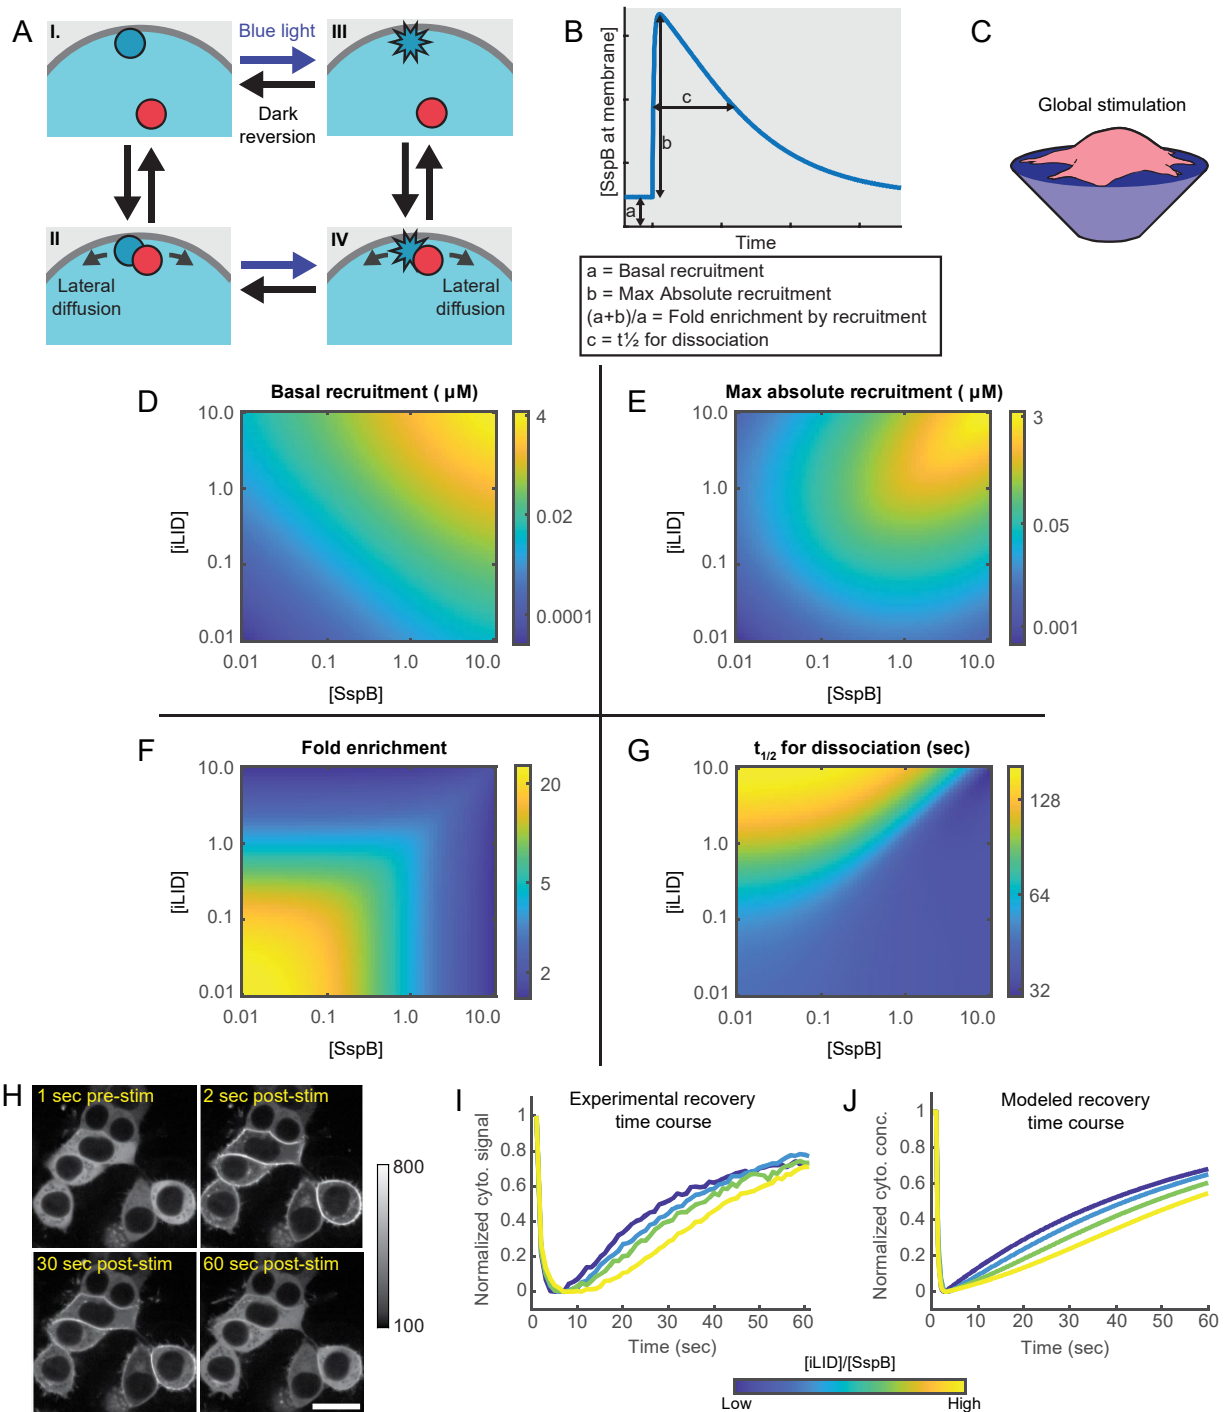 A
I.
Blue light
III
Dark
reversion
II
IV
Lateral
diffusion
Lateral
diffusion
B
[SspB at membrane]
c
b
a
Time
a = Basal recruitment
b = Max Absolute recruitment
(a+b)/a = Fold enrichment by recruitment
c = t½ for dissociation
C
Global stimulation
D
Basal recruitment ( µM)
10.0
1.0
0.1
0.01
[iLID]
0.01
0.1
1.0
10.0
[SspB]
4
0.02
0.0001
E
Max absolute recruitment ( µM)
10.0
1.0
0.1
0.01
[iLID]
0.01
0.1
1.0
10.0
[SspB]
3
0.05
0.001
F
Fold enrichment
10.0
1.0
0.1
0.01
[iLID]
0.01
0.1
1.0
10.0
[SspB]
20
5
2
G
t1/2 for dissociation (sec)
10.0
1.0
0.1
0.01
[iLID]
0.01
0.1
1.0
10.0
[SspB]
128
64
32
H
1 sec pre-stim
2 sec post-stim
30 sec post-stim
60 sec post-stim
800
100
I
Experimental recovery
time course
Normalized cyto. signal
1
0.8
0.6
0.4
0.2
0
0
10
20
30
40
50
60
Time (sec)
J
Modeled recovery
time course
Normalized cyto. conc.
1
0.8
0.6
0.4
0.2
0
0
10
20
30
40
50
60
Time (sec)
[iLID]/[SspB]
Low
High